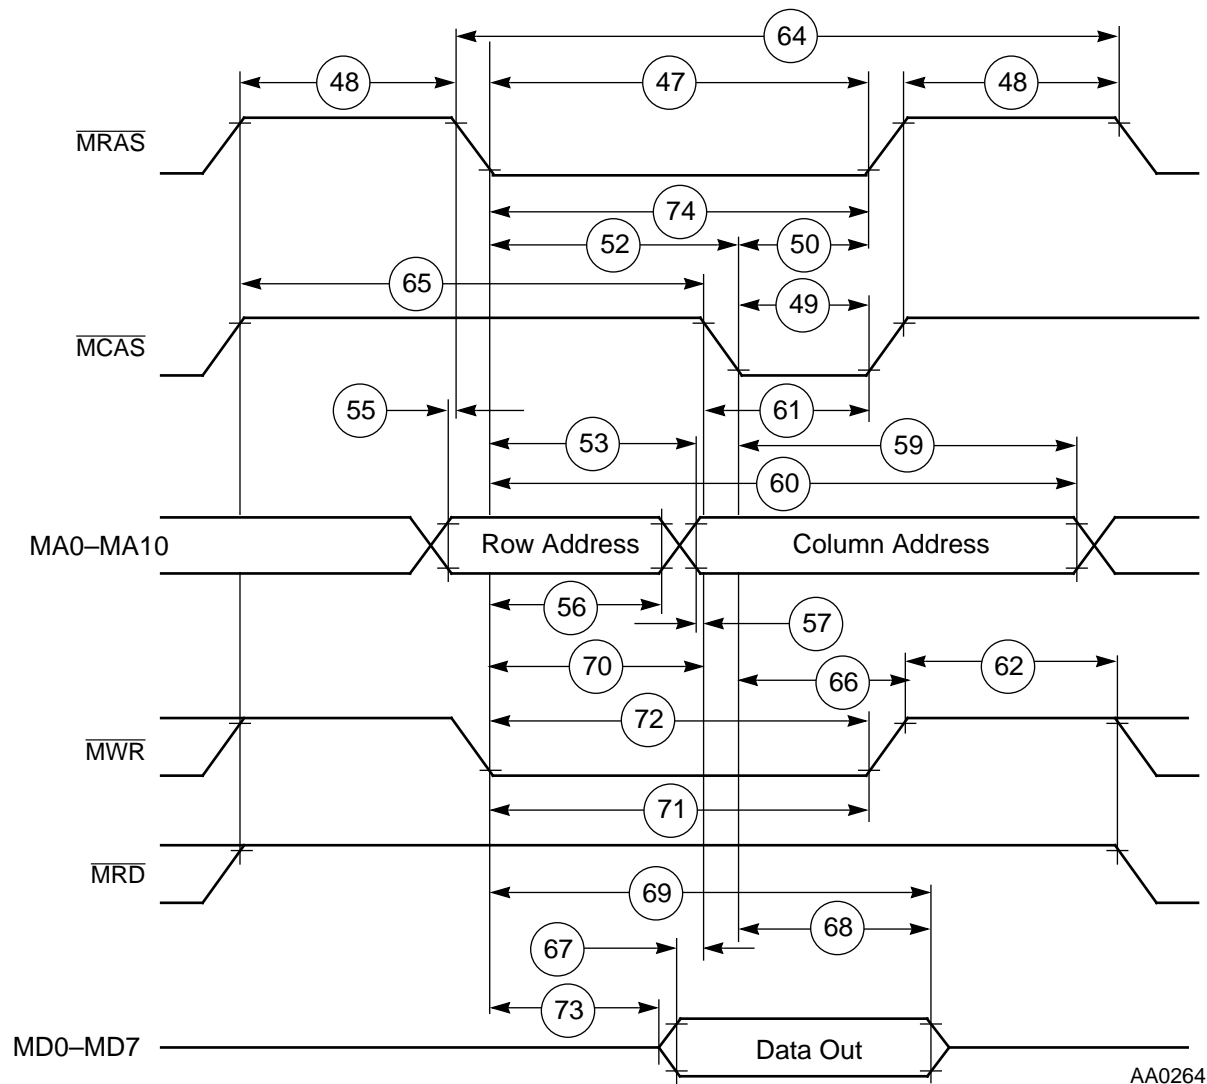 64
48 47 48
MRAS
74
52 50
65
49
MCAS
55 61
53 59
60
MA0–MA10 Row Address Column Address
56 57
70 66 62
72
MWR
71
MRD
69
67 68
73
MD0–MD7 Data Out
AA0264